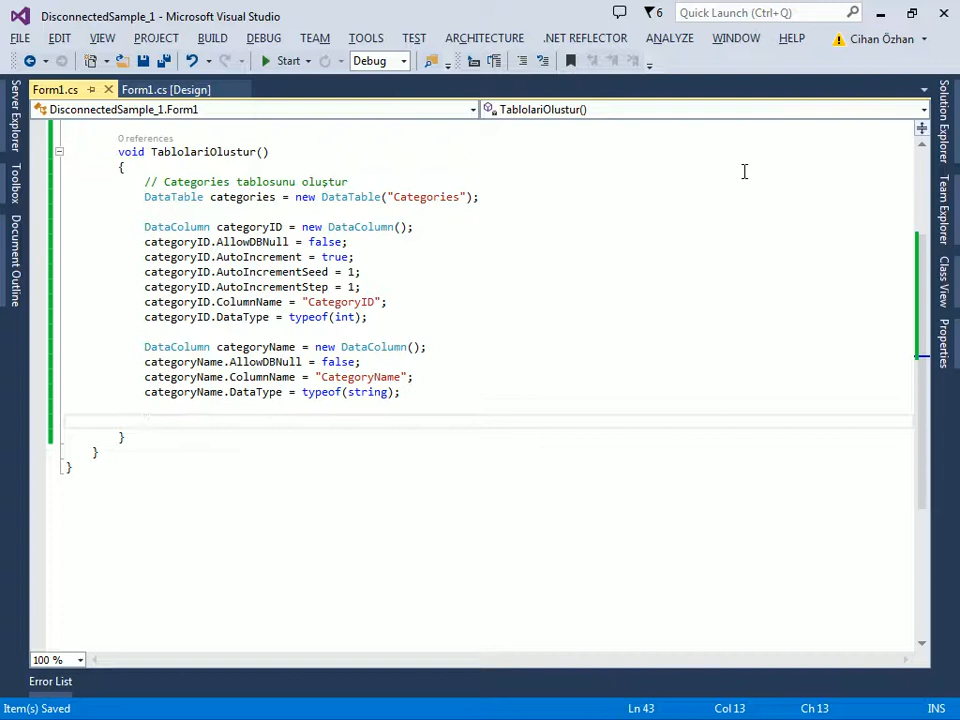 DisconnectedSample_1 - Microsoft Visual Studio
6
Quick Launch (Ctrl+Q)
FILE EDIT VIEW PROJECT BUILD DEBUG TEAM TOOLS TEST ARCHITECTURE .NET REFLECTOR ANALYZE WINDOW HELP Cihan Özhan
Start Debug
Form1.cs Form1.cs [Design]
DisconnectedSample_1.Form1 TablolariOlustur()
Server Explorer
Toolbox
Document Outline
0 references
void TablolariOlustur()
{
// Categories tablosunu oluştur
DataTable categories = new DataTable("Categories");
DataColumn categoryID = new DataColumn();
categoryID.AllowDBNull = false;
categoryID.AutoIncrement = true;
categoryID.AutoIncrementSeed = 1;
categoryID.AutoIncrementStep = 1;
categoryID.ColumnName = "CategoryID";
categoryID.DataType = typeof(int);
DataColumn categoryName = new DataColumn();
categoryName.AllowDBNull = false;
categoryName.ColumnName = "CategoryName";
categoryName.DataType = typeof(string);
}
}
}
Solution Explorer
Team Explorer
Class View
Properties
100 %
Error List
Item(s) Saved Ln 43 Col 13 Ch 13 INS